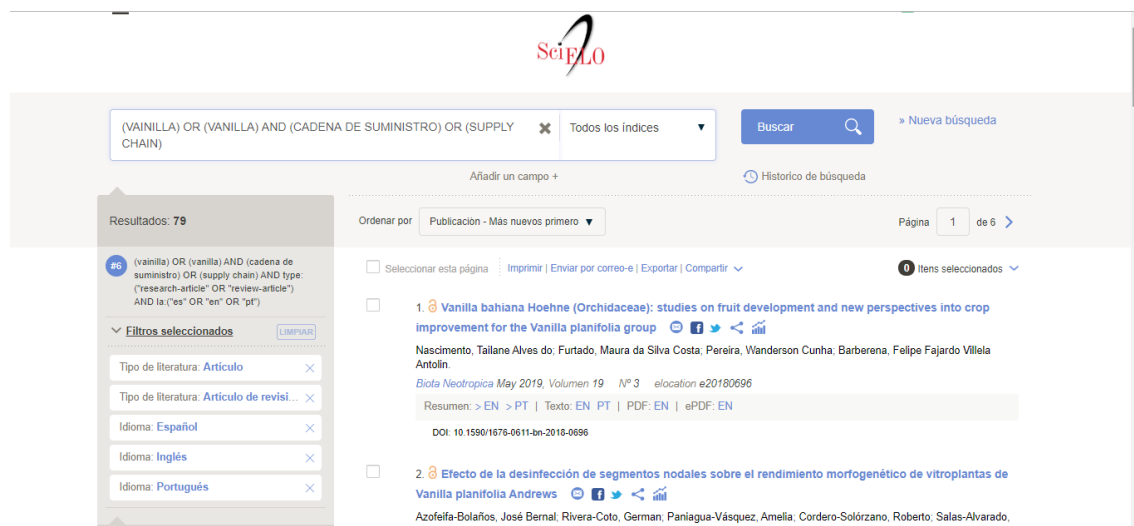 SciELO
(VAINILLA) OR (VANILLA) AND (CADENA DE SUMINISTRO) OR (SUPPLY
CHAIN)
Todos los índices
Buscar
» Nueva búsqueda
Añadir un campo +
Historico de búsqueda
Resultados: 79
Ordenar por
Publicaciòn - Màs nuevos primero
Página 1 de 6
#6
(vainilla) OR (vanilla) AND (cadena de
suministro) OR (supply chain) AND type:
("research-article" OR "review-article")
AND la:("es" OR "en" OR "pt")
Seleccionar esta página
Imprimir | Enviar por correo-e | Exportar | Compartir
0 Itens seleccionados
Filtros seleccionados
LIMPIAR
Tipo de literatura: Artículo
Tipo de literatura: Artículo de revisi...
Idioma: Español
Idioma: Inglés
Idioma: Portugués
1. Vanilla bahiana Hoehne (Orchidaceae): studies on fruit development and new perspectives into crop
improvement for the Vanilla planifolia group
Nascimento, Tailane Alves do; Furtado, Maura da Silva Costa; Pereira, Wanderson Cunha; Barberena, Felipe Fajardo Villela
Antolin.
Biota Neotropica May 2019, Volumen 19 Nº 3 elocation e20180696
Resumen: > EN > PT | Texto: EN PT | PDF: EN | ePDF: EN
DOI: 10.1590/1676-0611-bn-2018-0696
2. Efecto de la desinfección de segmentos nodales sobre el rendimiento morfogenético de vitroplantas de
Vanilla planifolia Andrews
Azofeifa-Bolaños, José Bernal; Rivera-Coto, German; Paniagua-Vásquez, Amelia; Cordero-Solórzano, Roberto; Salas-Alvarado,